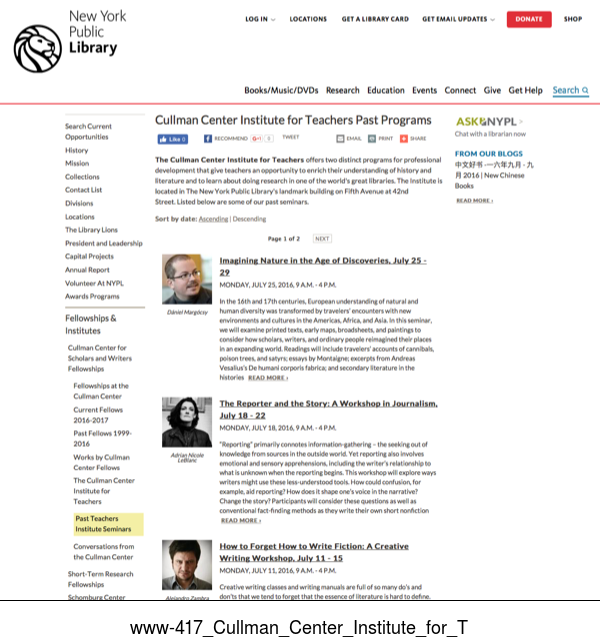 New York
Public
Library
LOG IN
LOCATIONS
GET A LIBRARY CARD
GET EMAIL UPDATES
DONATE
SHOP
Books/Music/DVDs Research Education Events Connect Give Get Help Search
Search Current
Opportunities
History
Mission
Collections
Contact List
Divisions
Locations
The Library Lions
President and Leadership
Capital Projects
Annual Report
Volunteer At NYPL
Awards Programs
Fellowships &
Institutes
Cullman Center for
Scholars and Writers
Fellowships
Fellowships at the
Cullman Center
Current Fellows
2016-2017
Past Fellows 1999-
2016
Works by Cullman
Center Fellows
The Cullman Center
Institute for
Teachers
Past Teachers
Institute Seminars
Conversations from
the Cullman Center
Short-Term Research
Fellowships
Schomburg Center
Cullman Center Institute for Teachers Past Programs
Like 0
RECOMMEND
G+1 0
TWEET
EMAIL
PRINT
SHARE
The Cullman Center Institute for Teachers offers two distinct programs for professional
development that give teachers an opportunity to enrich their understanding of history and
literature and to learn about doing research in one of the world's great libraries. The Institute is
located in The New York Public Library's landmark building on Fifth Avenue at 42nd
Street. Listed below are some of our past seminars.
Sort by date: Ascending | Descending
Page 1 of 2 NEXT
Imagining Nature in the Age of Discoveries, July 25 -
29
MONDAY, JULY 25, 2016, 9 A.M. - 4 P.M.
Dániel Margócsy
In the 16th and 17th centuries, European understanding of natural and
human diversity was transformed by travelers' encounters with new
environments and cultures in the Americas, Africa, and Asia. In this seminar,
we will examine printed texts, early maps, broadsheets, and paintings to
consider how scholars, writers, and ordinary people reimagined their places
in an expanding world. Readings will include travelers' accounts of cannibals,
poison trees, and satyrs; essays by Montaigne; excerpts from Andreas
Vesalius's De humani corporis fabrica; and secondary literature in the
histories READ MORE ›
The Reporter and the Story: A Workshop in Journalism,
July 18 - 22
MONDAY, JULY 18, 2016, 9 A.M. - 4 P.M.
Adrian Nicole
LeBlanc
"Reporting" primarily connotes information-gathering – the seeking out of
knowledge from sources in the outside world. Yet reporting also involves
emotional and sensory apprehensions, including the writer's relationship to
what is unknown when the reporting begins. This workshop will explore ways
writers might use these less-understood tools. How could confusion, for
example, aid reporting? How does it shape one's voice in the narrative?
Change the story? Participants will consider these questions as well as
conventional fact-finding methods as they write their own short nonfiction
READ MORE ›
How to Forget How to Write Fiction: A Creative
Writing Workshop, July 11 - 15
MONDAY, JULY 11, 2016, 9 A.M. - 4 P.M.
Alejandro Zambra
Creative writing classes and writing manuals are full of so many do's and
don'ts that we tend to forget that the essence of literature is hard to define.
ASK NYPL
Chat with a librarian now
FROM OUR BLOGS
中文好书 -一六年九月 - 九
月 2016 | New Chinese
Books
READ MORE ›
www-417_Cullman_Center_Institute_for_T